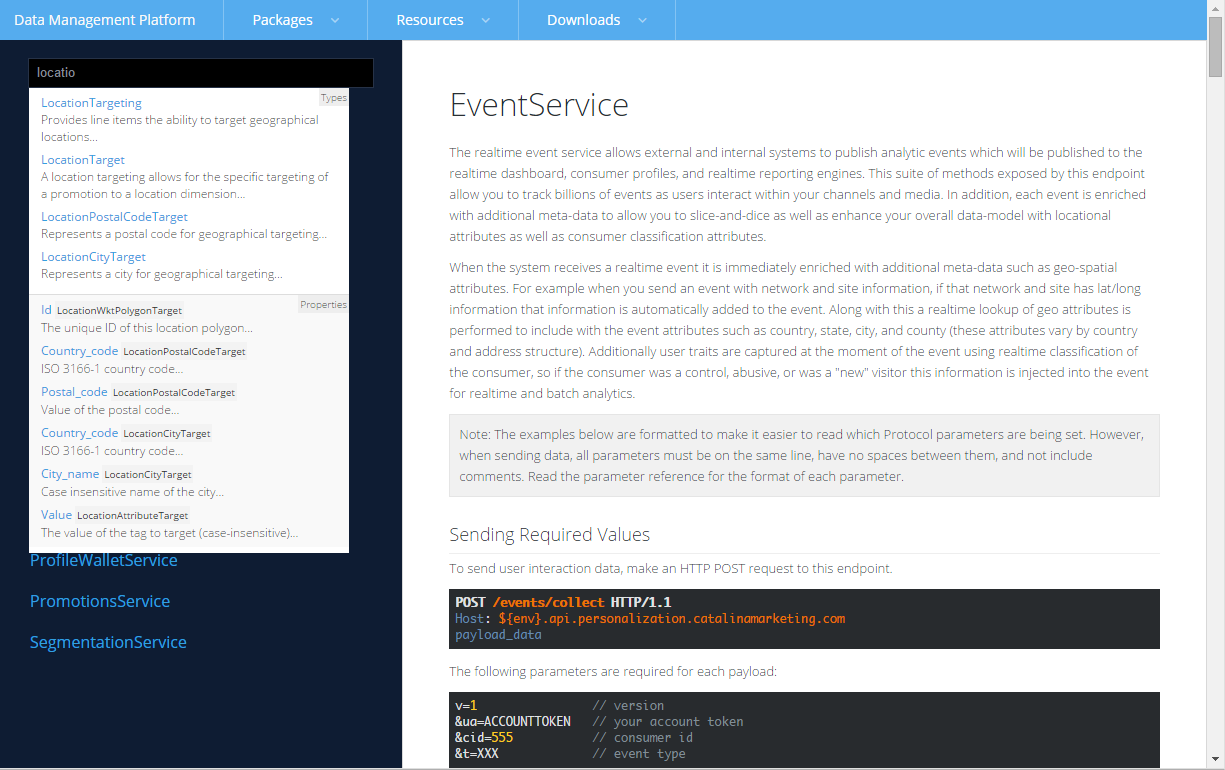 Data Management Platform Packages Resources Downloads
locatio
Types
LocationTargeting
Provides line items the ability to target geographical
locations...
LocationTarget
A location targeting allows for the specific targeting of
a promotion to a location dimension...
LocationPostalCodeTarget
Represents a postal code for geographical targeting...
LocationCityTarget
Represents a city for geographical targeting...
Properties
Id LocationWktPolygonTarget
The unique ID of this location polygon...
Country_code LocationPostalCodeTarget
ISO 3166-1 country code...
Postal_code LocationPostalCodeTarget
Value of the postal code...
Country_code LocationCityTarget
ISO 3166-1 country code...
City_name LocationCityTarget
Case insensitive name of the city...
Value LocationAttributeTarget
The value of the tag to target (case-insensitive)...
ProfileWalletService
PromotionsService
SegmentationService
EventService
The realtime event service allows external and internal systems to publish analytic events which will be published to the
realtime dashboard, consumer profiles, and realtime reporting engines. This suite of methods exposed by this endpoint
allow you to track billions of events as users interact within your channels and media. In addition, each event is enriched
with additional meta-data to allow you to slice-and-dice as well as enhance your overall data-model with locational
attributes as well as consumer classification attributes.
When the system receives a realtime event it is immediately enriched with additional meta-data such as geo-spatial
attributes. For example when you send an event with network and site information, if that network and site has lat/long
information that information is automatically added to the event. Along with this a realtime lookup of geo attributes is
performed to include with the event attributes such as country, state, city, and county (these attributes vary by country
and address structure). Additionally user traits are captured at the moment of the event using realtime classification of
the consumer, so if the consumer was a control, abusive, or was a "new" visitor this information is injected into the event
for realtime and batch analytics.
Note: The examples below are formatted to make it easier to read which Protocol parameters are being set. However,
when sending data, all parameters must be on the same line, have no spaces between them, and not include
comments. Read the parameter reference for the format of each parameter.
Sending Required Values
To send user interaction data, make an HTTP POST request to this endpoint.
POST /events/collect HTTP/1.1
Host: ${env}.api.personalization.catalinamarketing.com
payload_data
The following parameters are required for each payload:
v=1 // version
&ua=ACCOUNTTOKEN // your account token
&cid=555 // consumer id
&t=XXX // event type